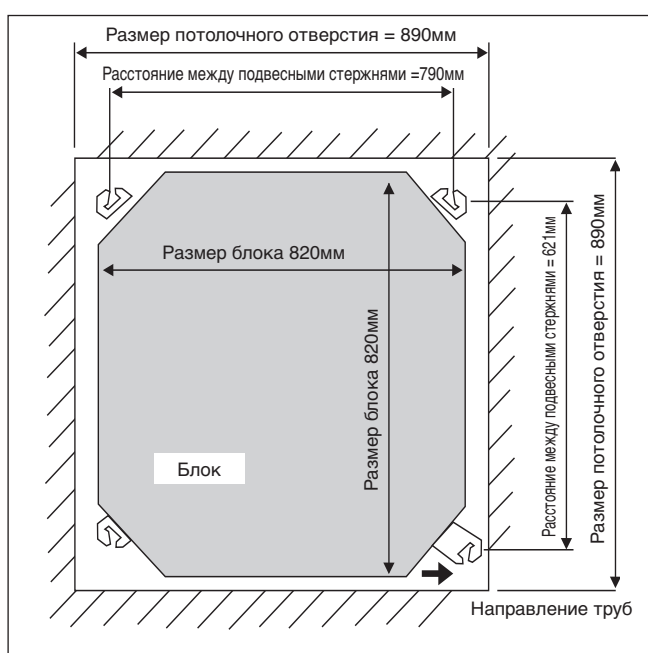 Размер потолочного отверстия = 890мм
Расстояние между подвесными стержнями =790мм
Размер блока 820мм
Размер блока 820мм
Расстояние между подвесными стержнями = 621мм
Размер потолочного отверстия = 890мм
Блок
Направление труб